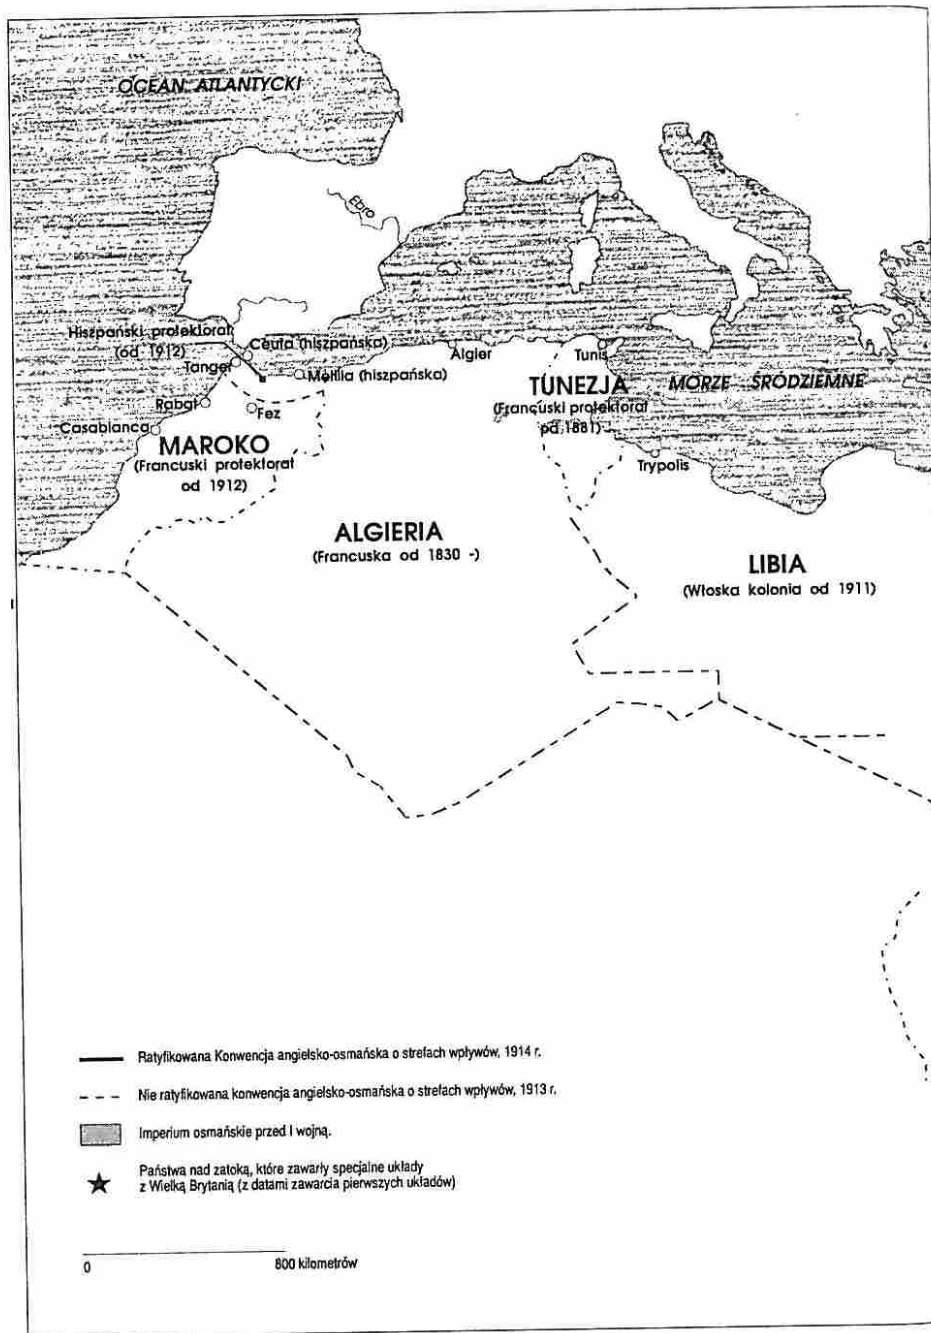 OCEAN ATLANTYCKI
Ebro
Hiszpański protektorat
(od 1912)
Ceuta (hiszpańska)
Tanger
Melilla (hiszpańska)
Algier
Tunis
TUNEZJA
(Francuski protektorat
od 1881)
MORZE ŚRÓDZIEMNE
Rabat
Fez
Casablanca
MAROKO
(Francuski protektorat
od 1912)
Trypolis
ALGIERIA
(Francuska od 1830 -)
LIBIA
(Włoska kolonia od 1911)
Ratyfikowana Konwencja angielsko-osmańska o strefach wpływów, 1914 r.
Nie ratyfikowana konwencja angielsko-osmańska o strefach wpływów, 1913 r.
Imperium osmańskie przed I wojną.
Państwa nad zatoką, które zawarły specjalne układy
z Wielką Brytanią (z datami zawarcia pierwszych układów)
0 800 kilometrów